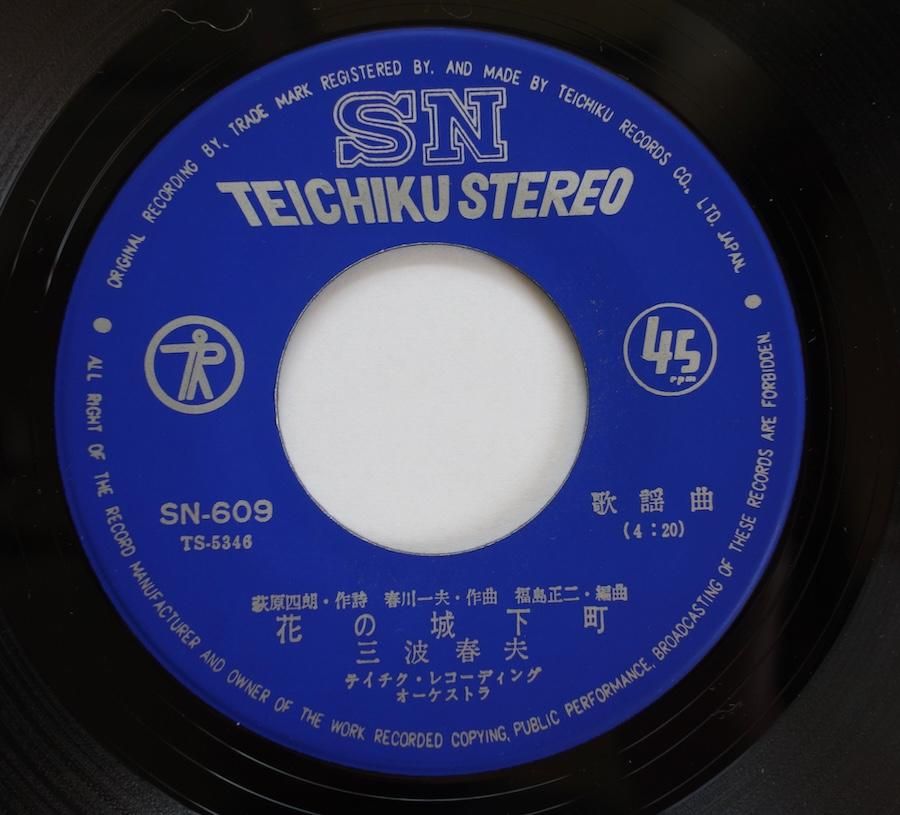 ORIGINAL RECORDING BY, TRADE MARK REGISTERED BY, AND MADE BY TEICHIKU RECORDS CO., LTD. JAPAN.
SN
TEICHIKU STEREO
45
rpm
SN-609
TS-5346
歌謡曲
(4:20)
萩原四朗・作詩 春川一夫・作曲 福島正二・編曲
花の城下町
三波春夫
テイチク・レコーディング
オーケストラ
ALL RIGHT OF THE RECORD MANUFACTURER AND OWNER OF THE WORK RECORDED COPYING, PUBLIC PERFORMANCE, BROADCASTING OF THESE RECORDS ARE FORBIDDEN.